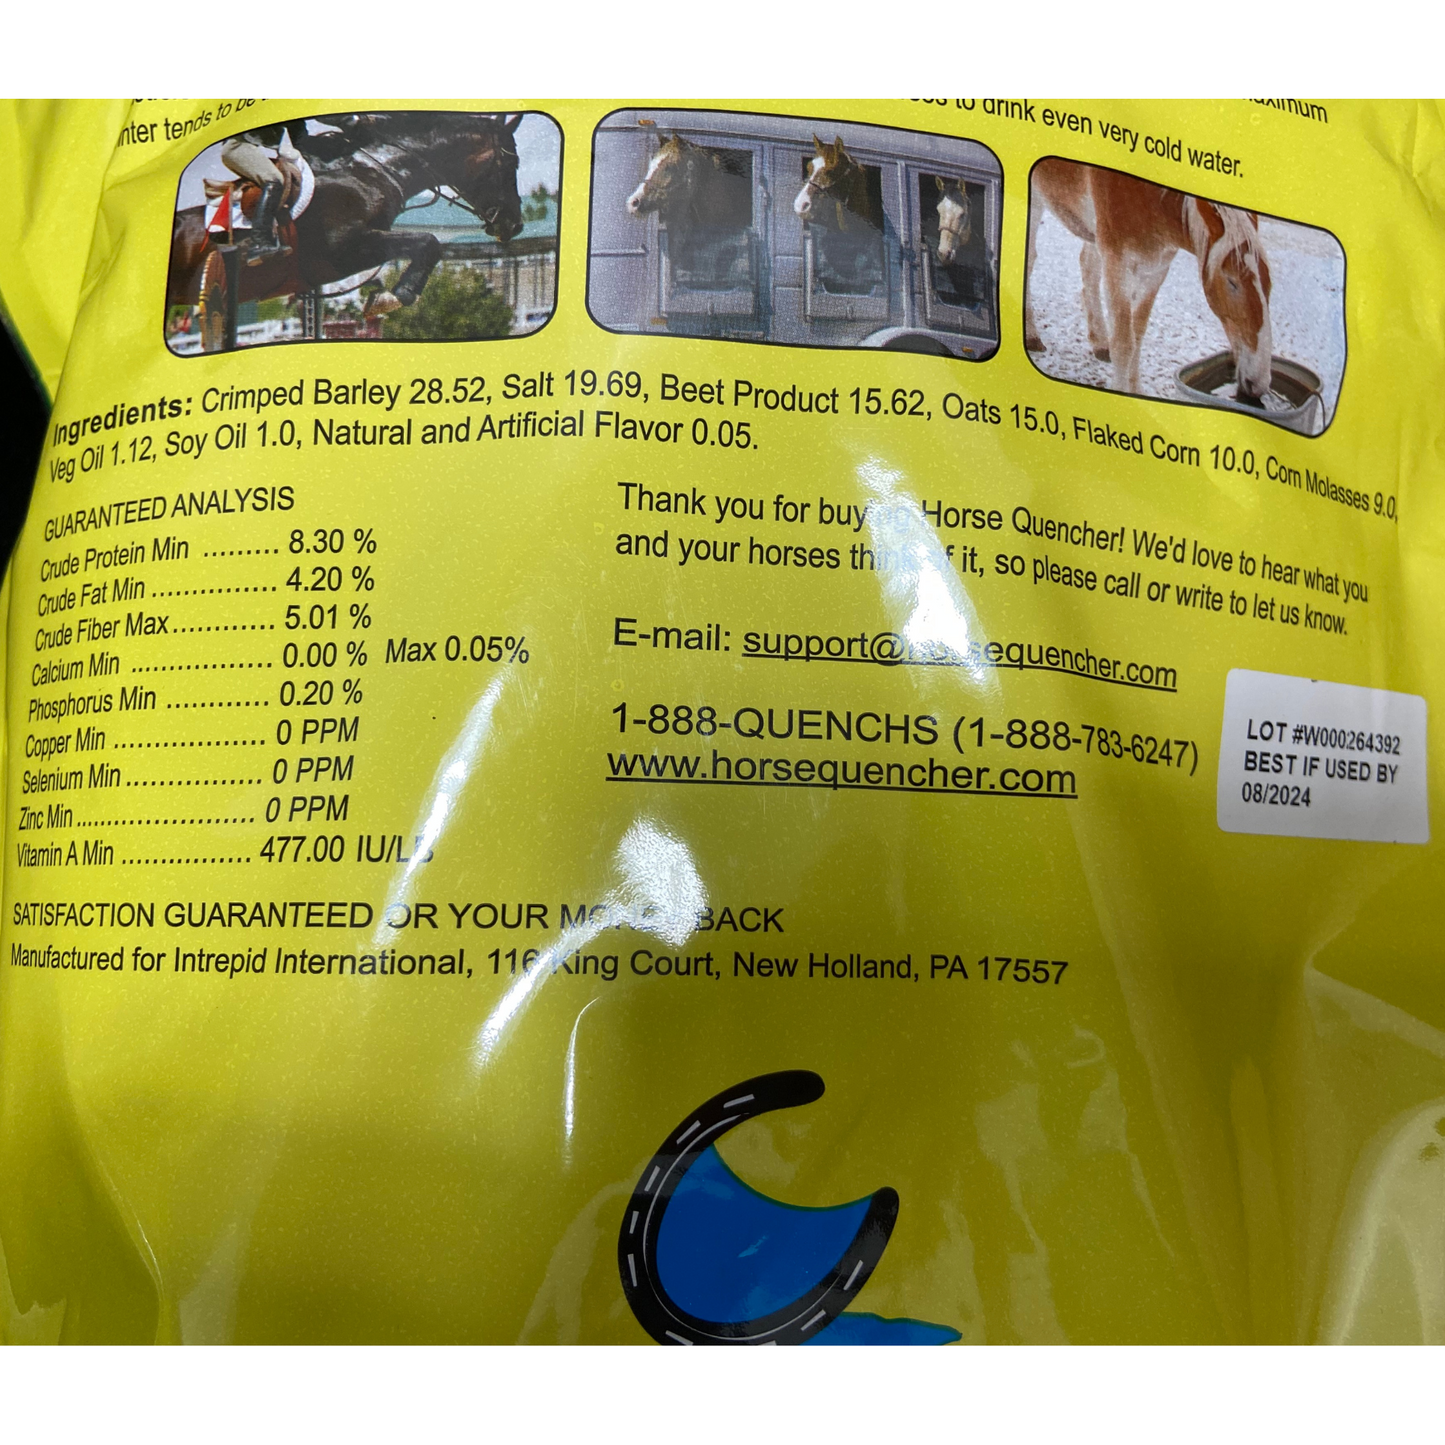 nter tends to be
to drink even very cold water.
maximum
Ingredients: Crimped Barley 28.52, Salt 19.69, Beet Product 15.62, Oats 15.0, Flaked Corn 10.0, Corn Molasses 9.0,
Veg Oil 1.12, Soy Oil 1.0, Natural and Artificial Flavor 0.05.
GUARANTEED ANALYSIS
Crude Protein Min ......... 8.30 %
Crude Fat Min ............... 4.20 %
Crude Fiber Max............ 5.01 %
Calcium Min ................. 0.00 % Max 0.05%
Phosphorus Min ............ 0.20 %
Copper Min .................. 0 PPM
Selenium Min ................ 0 PPM
Zinc Min ....................... 0 PPM
Vitamin A Min ................ 477.00 IU/LB
Thank you for buying Horse Quencher! We'd love to hear what you
and your horses think of it, so please call or write to let us know.
E-mail: support@horsequencher.com
1-888-QUENCHS (1-888-783-6247)
www.horsequencher.com
LOT #W000264392
BEST IF USED BY
08/2024
SATISFACTION GUARANTEED OR YOUR MONEY BACK
Manufactured for Intrepid International, 116 King Court, New Holland, PA 17557